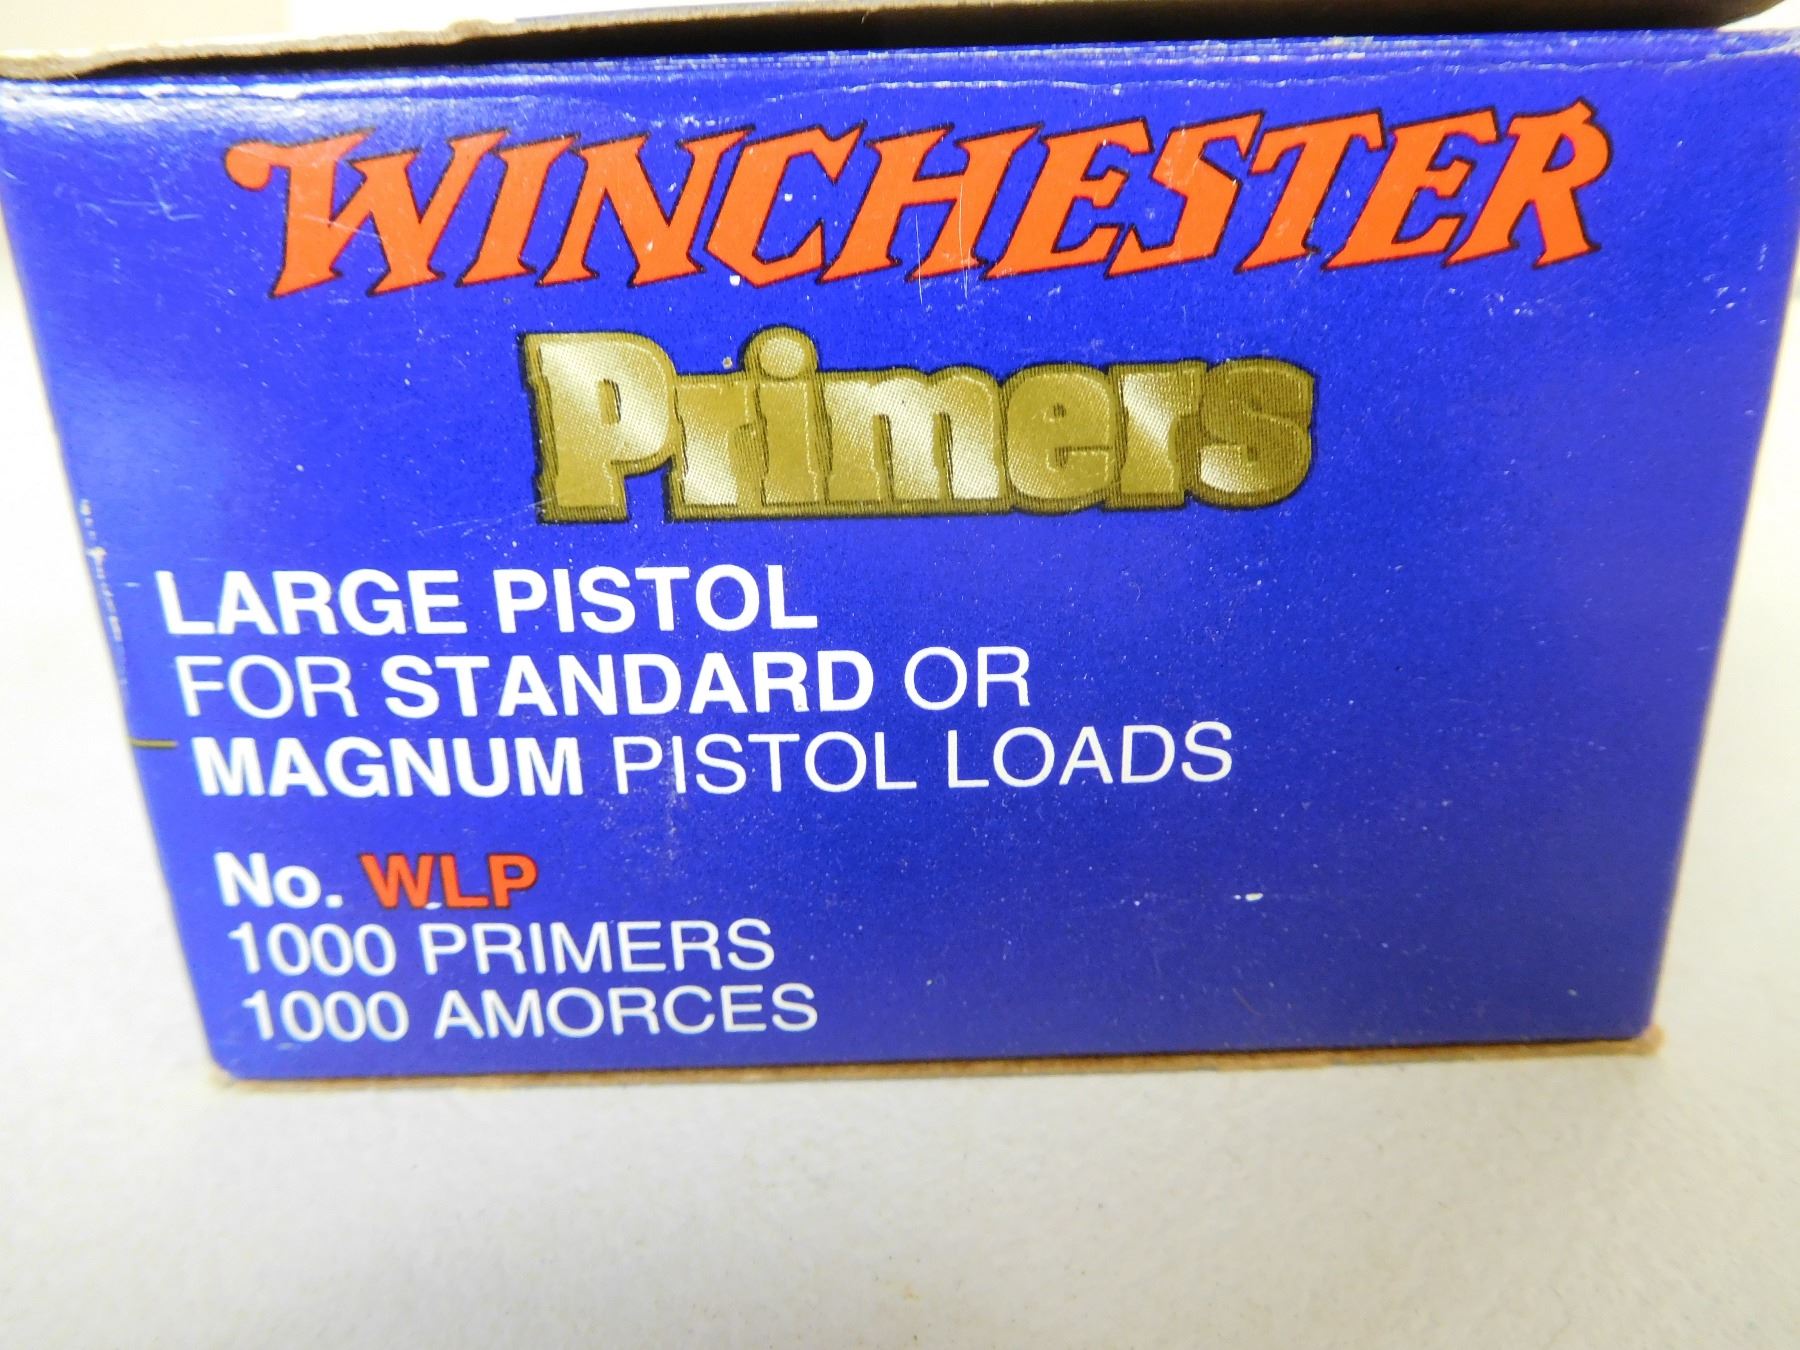 WINCHESTER
Primers
LARGE PISTOL
FOR STANDARD OR
MAGNUM PISTOL LOADS
No. WLP
1000 PRIMERS
1000 AMORCES